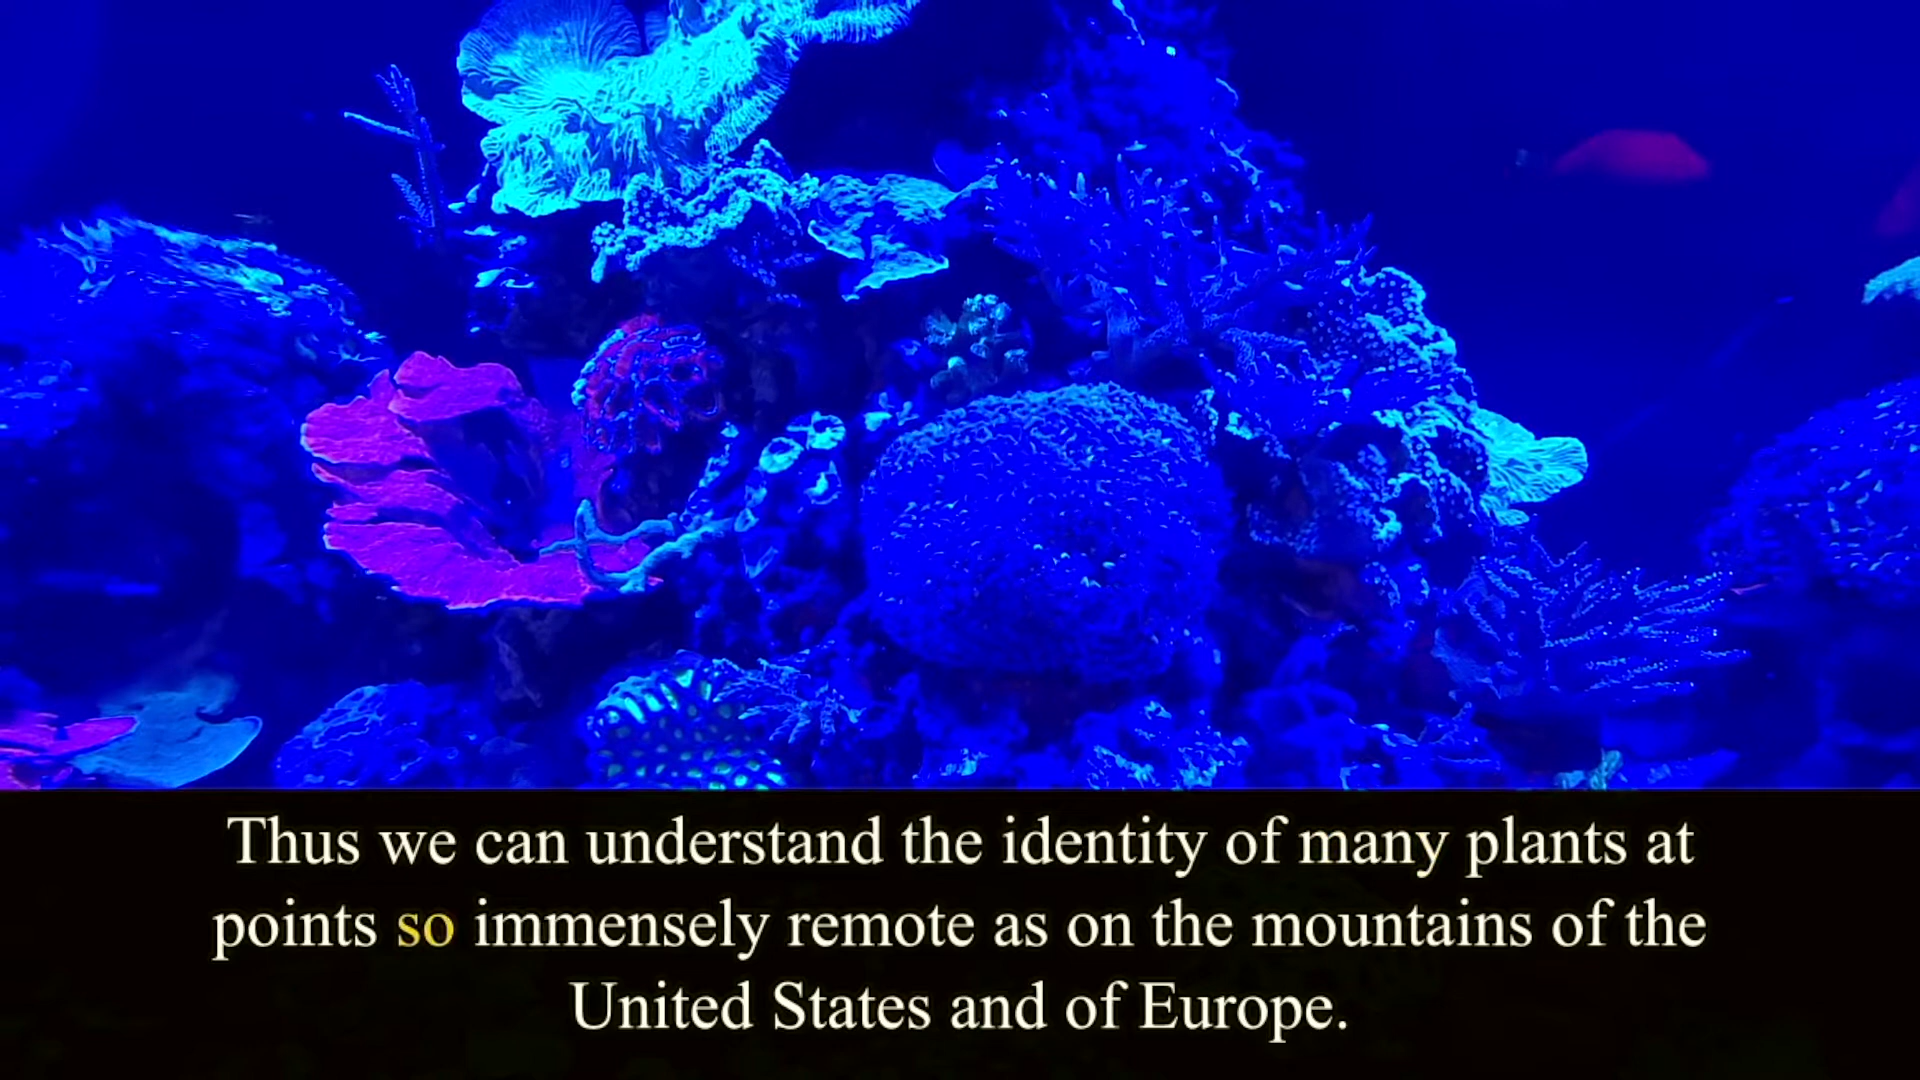 Thus we can understand the identity of many plants at
points so immensely remote as on the mountains of the
United States and of Europe.